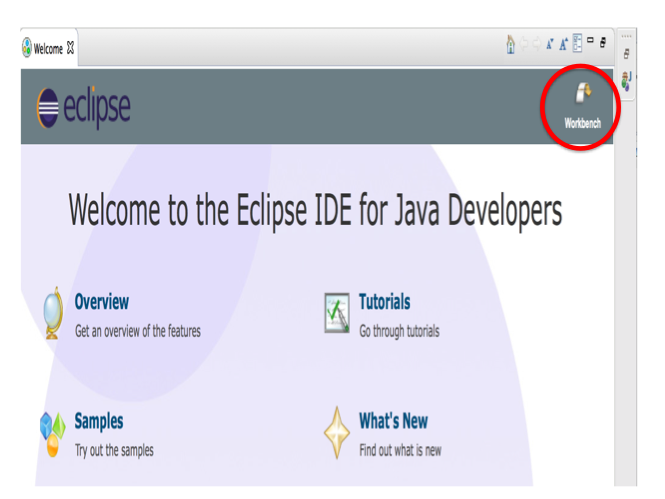 Welcome
eclipse
Workbench
Welcome to the Eclipse IDE for Java Developers
Overview
Get an overview of the features
Tutorials
Go through tutorials
Samples
Try out the samples
What's New
Find out what is new